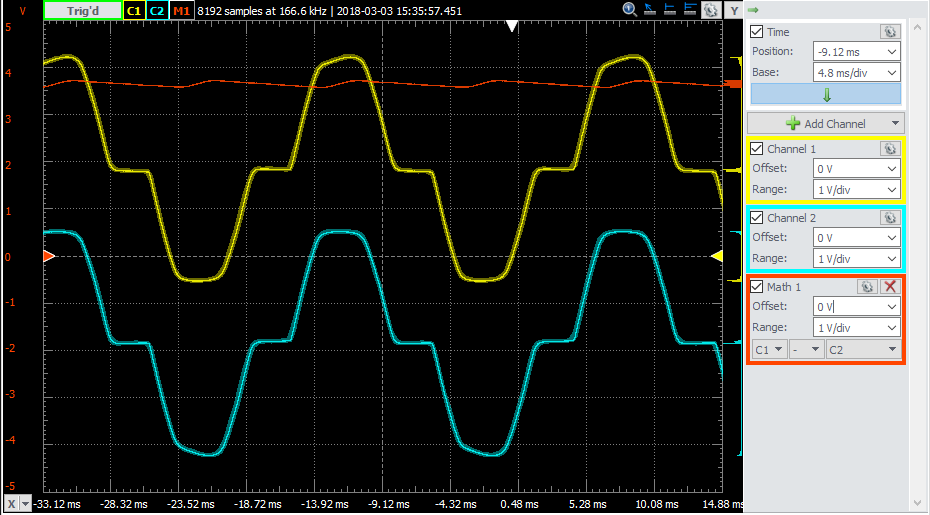 V Trig'd C1 C2 M1 8192 samples at 166.6 kHz | 2018-03-03 15:35:57.451 Y
5
4
3
2
1
0
-1
-2
-3
-4
-5
X -33.12 ms -28.32 ms -23.52 ms -18.72 ms -13.92 ms -9.12 ms -4.32 ms 0.48 ms 5.28 ms 10.08 ms 14.88 ms
Time
Position: -9.12 ms
Base: 4.8 ms/div
Add Channel
Channel 1
Offset: 0 V
Range: 1 V/div
Channel 2
Offset: 0 V
Range: 1 V/div
Math 1
Offset: 0 V
Range: 1 V/div
C1 - C2